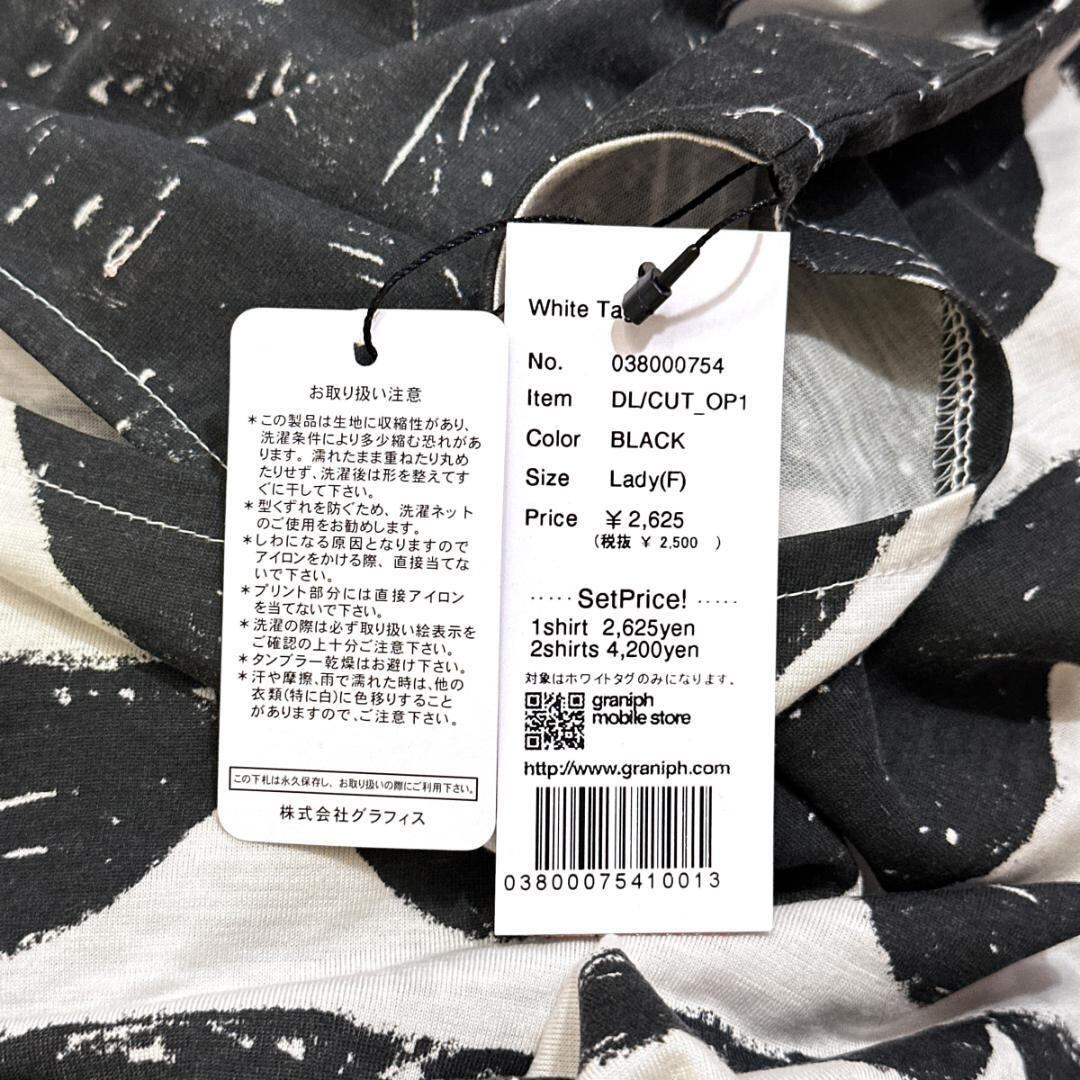 お取り扱い注意
＊この製品は生地に収縮性があり、
洗濯条件により多少縮む恐れがあ
ります。濡れたまま重ねたり丸め
たりせず、洗濯後は形を整えてす
ぐに干して下さい。
＊型くずれを防ぐため、洗濯ネット
のご使用をお勧めします。
＊しわになる原因となりますので
アイロンをかける際、直接当てな
いで下さい。
＊プリント部分には直接アイロン
を当てないで下さい。
＊洗濯の際は必ず取り扱い絵表示を
ご確認の上十分ご注意下さい。
＊タンブラー乾燥はお避け下さい。
＊汗や摩擦、雨で濡れた時は、他の
衣類(特に白)に色移りすること
がありますので、ご注意下さい。
この下札は永久保存し、お取り扱いの際にご利用下さい。
株式会社グラフィス
White
No. 038000754
Item DL/CUT_OP1
Color BLACK
Size Lady(F)
Price ￥2,625
(税抜 ￥ 2,500 )
····· SetPrice! ·····
1shirt 2,625yen
2shirts 4,200yen
対象はホワイトタグのみになります。
graniph
mobile store
http://www.graniph.com
03800075410013